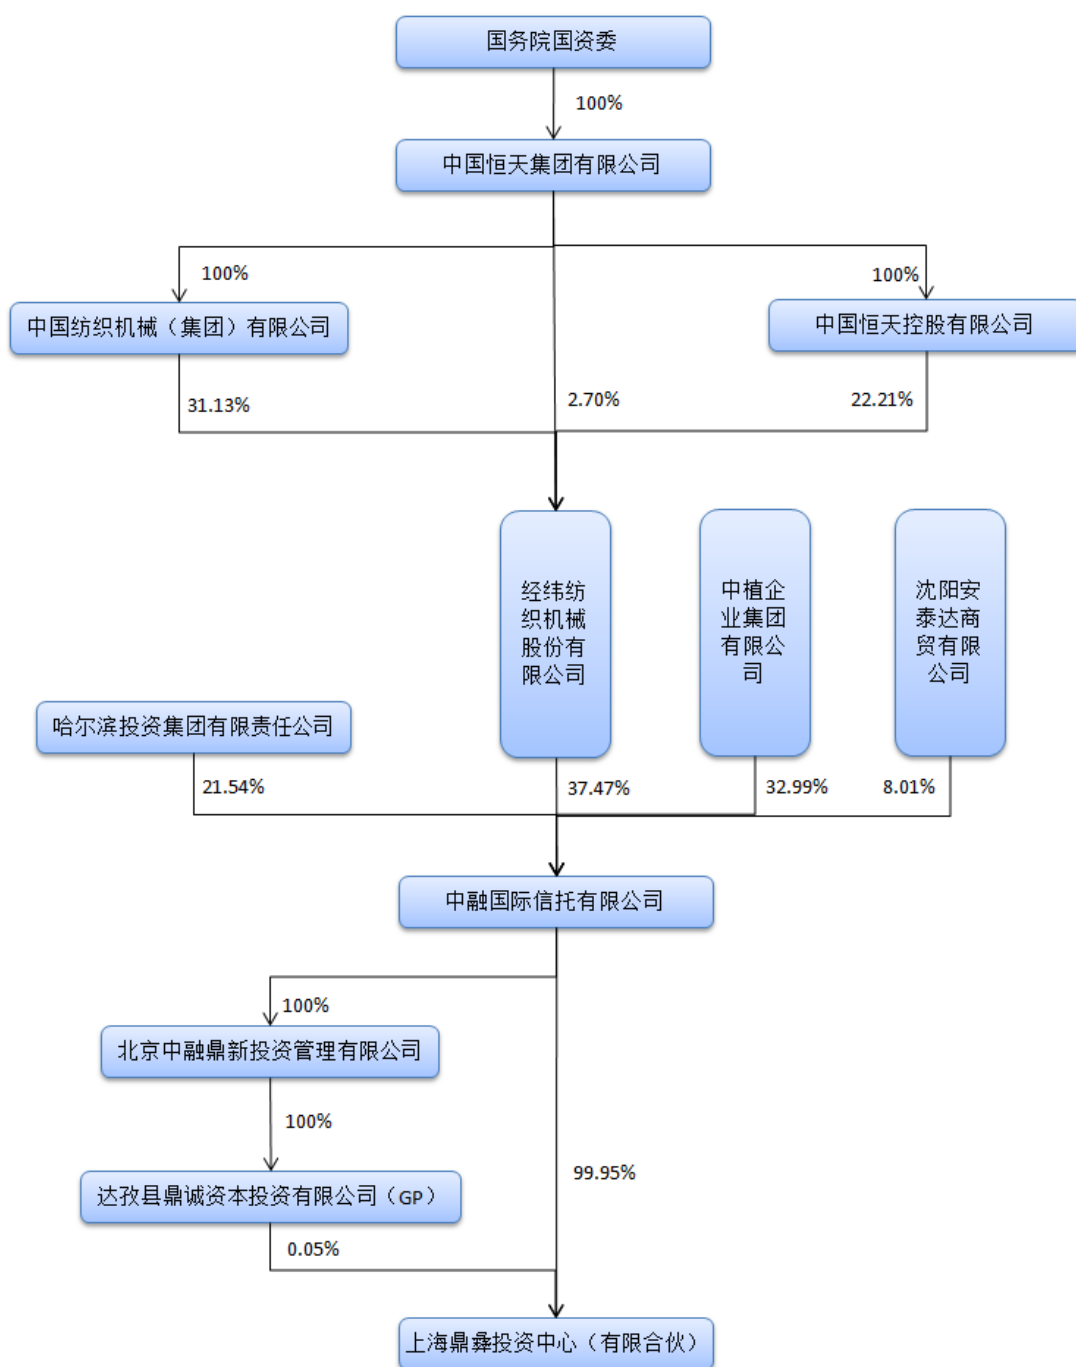 国务院国资委
100%
中国恒天集团有限公司
100%
100%
中国纺织机械（集团）有限公司
中国恒天控股有限公司
31.13%
2.70%
22.21%
经纬纺
织机械
股份有
限公司
中植企
业集团
有限公
司
沈阳安
泰达商
贸有限
公司
哈尔滨投资集团有限责任公司
21.54%
37.47%
32.99%
8.01%
中融国际信托有限公司
100%
北京中融鼎新投资管理有限公司
100%
99.95%
达孜县鼎诚资本投资有限公司（GP）
0.05%
上海鼎彝投资中心（有限合伙）